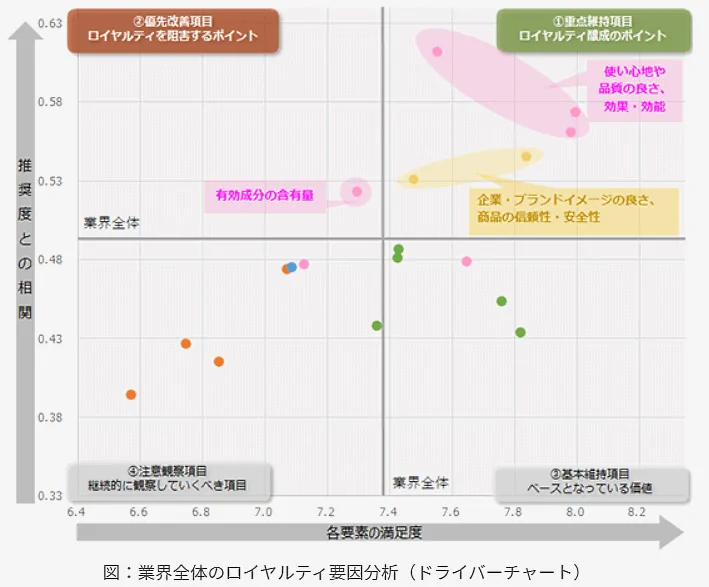 ②優先改善項目
ロイヤルティを阻害するポイント
①重点維持項目
ロイヤルティ醸成のポイント
使い心地や
品質の良さ、
効果・効能
有効成分の含有量
企業・ブランドイメージの良さ、
商品の信頼性・安全性
業界全体
推奨度との相関
0.63
0.58
0.53
0.48
0.43
0.38
0.33
④注意観察項目
継続的に観察していくべき項目
業界全体
③基本維持項目
ベースとなっている価値
6.4 6.6 6.8 7.0 7.2 7.4 7.6 7.8 8.0 8.2
各要素の満足度
図：業界全体のロイヤルティ要因分析（ドライバーチャート）